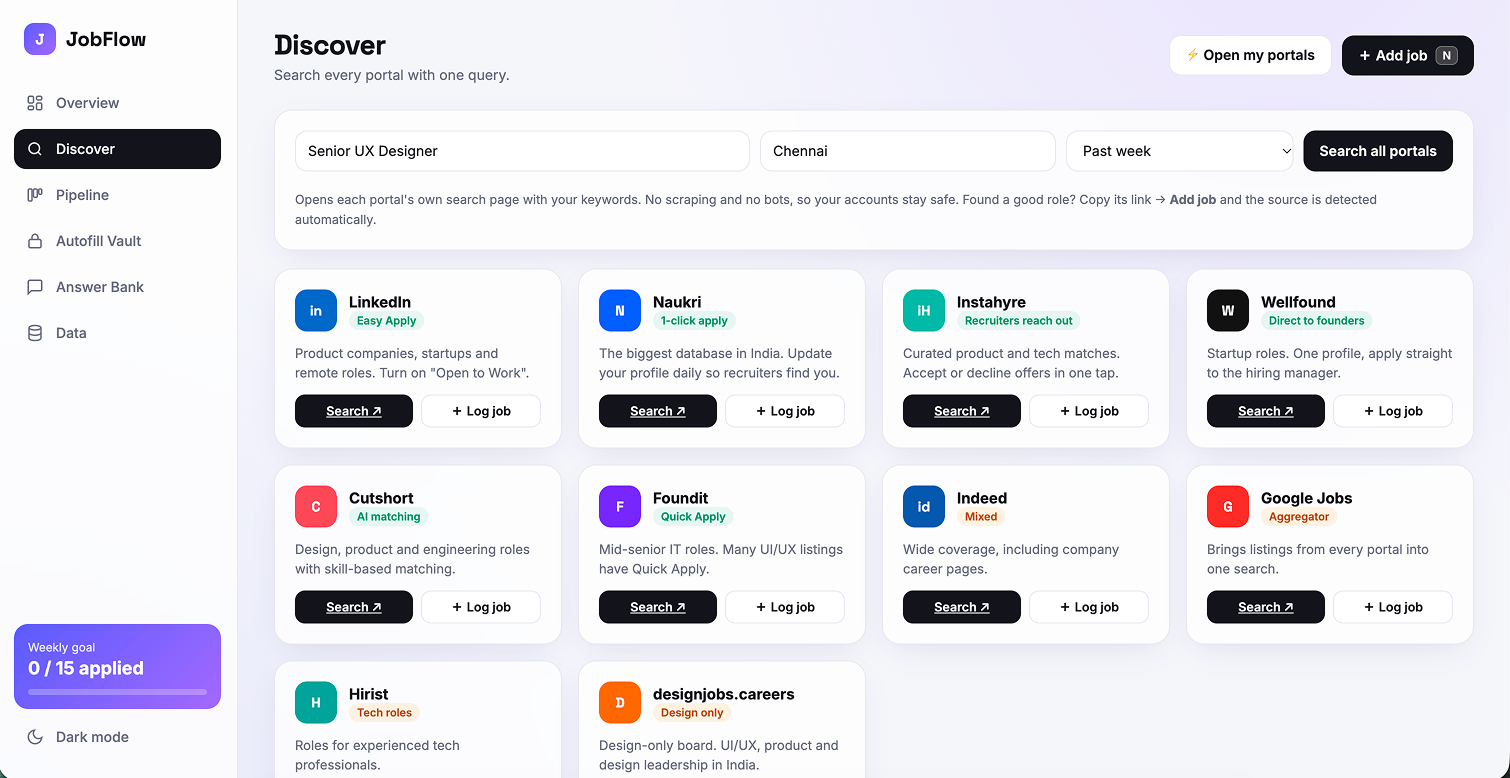 J JobFlow
Overview
Discover
Pipeline
Autofill Vault
Answer Bank
Data
Weekly goal
0 / 15 applied
Dark mode
Discover
Search every portal with one query.
⚡ Open my portals
+ Add job N
Senior UX Designer
Chennai
Past week
Search all portals
Opens each portal's own search page with your keywords. No scraping and no bots, so your accounts stay safe. Found a good role? Copy its link → Add job and the source is detected
automatically.
in LinkedIn
Easy Apply
Product companies, startups and
remote roles. Turn on "Open to Work".
Search ↗ + Log job
N Naukri
1-click apply
The biggest database in India. Update
your profile daily so recruiters find you.
Search ↗ + Log job
iH Instahyre
Recruiters reach out
Curated product and tech matches.
Accept or decline offers in one tap.
Search ↗ + Log job
W Wellfound
Direct to founders
Startup roles. One profile, apply straight
to the hiring manager.
Search ↗ + Log job
C Cutshort
AI matching
Design, product and engineering roles
with skill-based matching.
Search ↗ + Log job
F Foundit
Quick Apply
Mid-senior IT roles. Many UI/UX listings
have Quick Apply.
Search ↗ + Log job
id Indeed
Mixed
Wide coverage, including company
career pages.
Search ↗ + Log job
G Google Jobs
Aggregator
Brings listings from every portal into
one search.
Search ↗ + Log job
H Hirist
Tech roles
Roles for experienced tech
professionals.
D designjobs.careers
Design only
Design-only board. UI/UX, product and
design leadership in India.